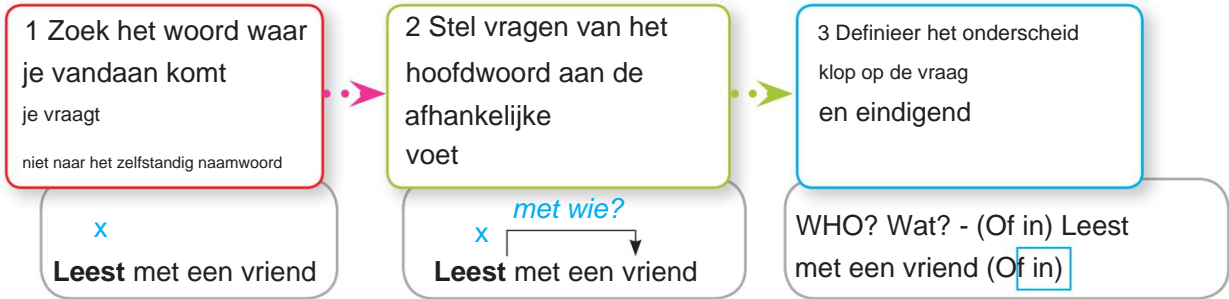 1 Zoek het woord waar
je vandaan komt
je vraagt
niet naar het zelfstandig naamwoord
x
Leest met een vriend
2 Stel vragen van het
hoofdwoord aan de
afhankelijke
voet
met wie?
x
Leest met een vriend
3 Definieer het onderscheid
klop op de vraag
en eindigend
WHO? Wat? - (Of in) Leest
met een vriend (Of in)